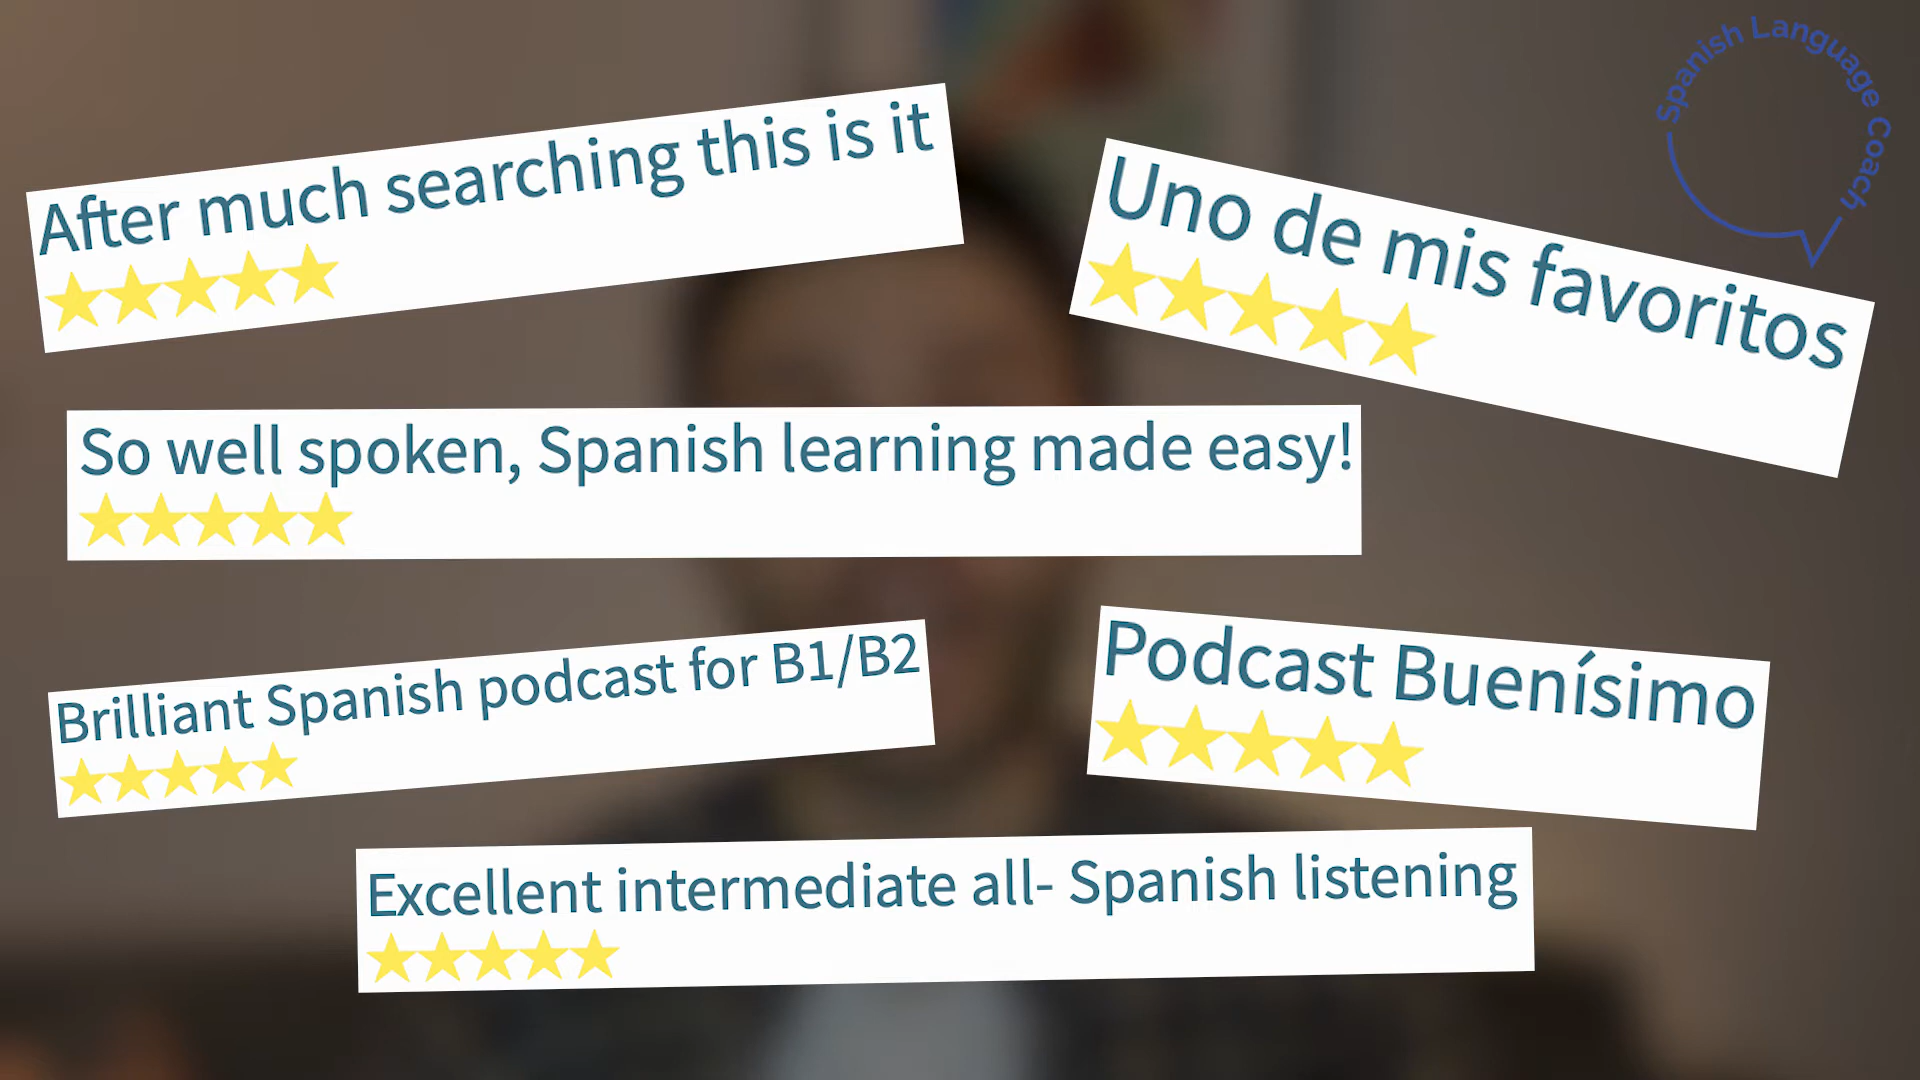 Spanish Language Coach
After much searching this is it
Uno de mis favoritos
So well spoken, Spanish learning made easy!
Brilliant Spanish podcast for B1/B2
Podcast Buenísimo
Excellent intermediate all- Spanish listening